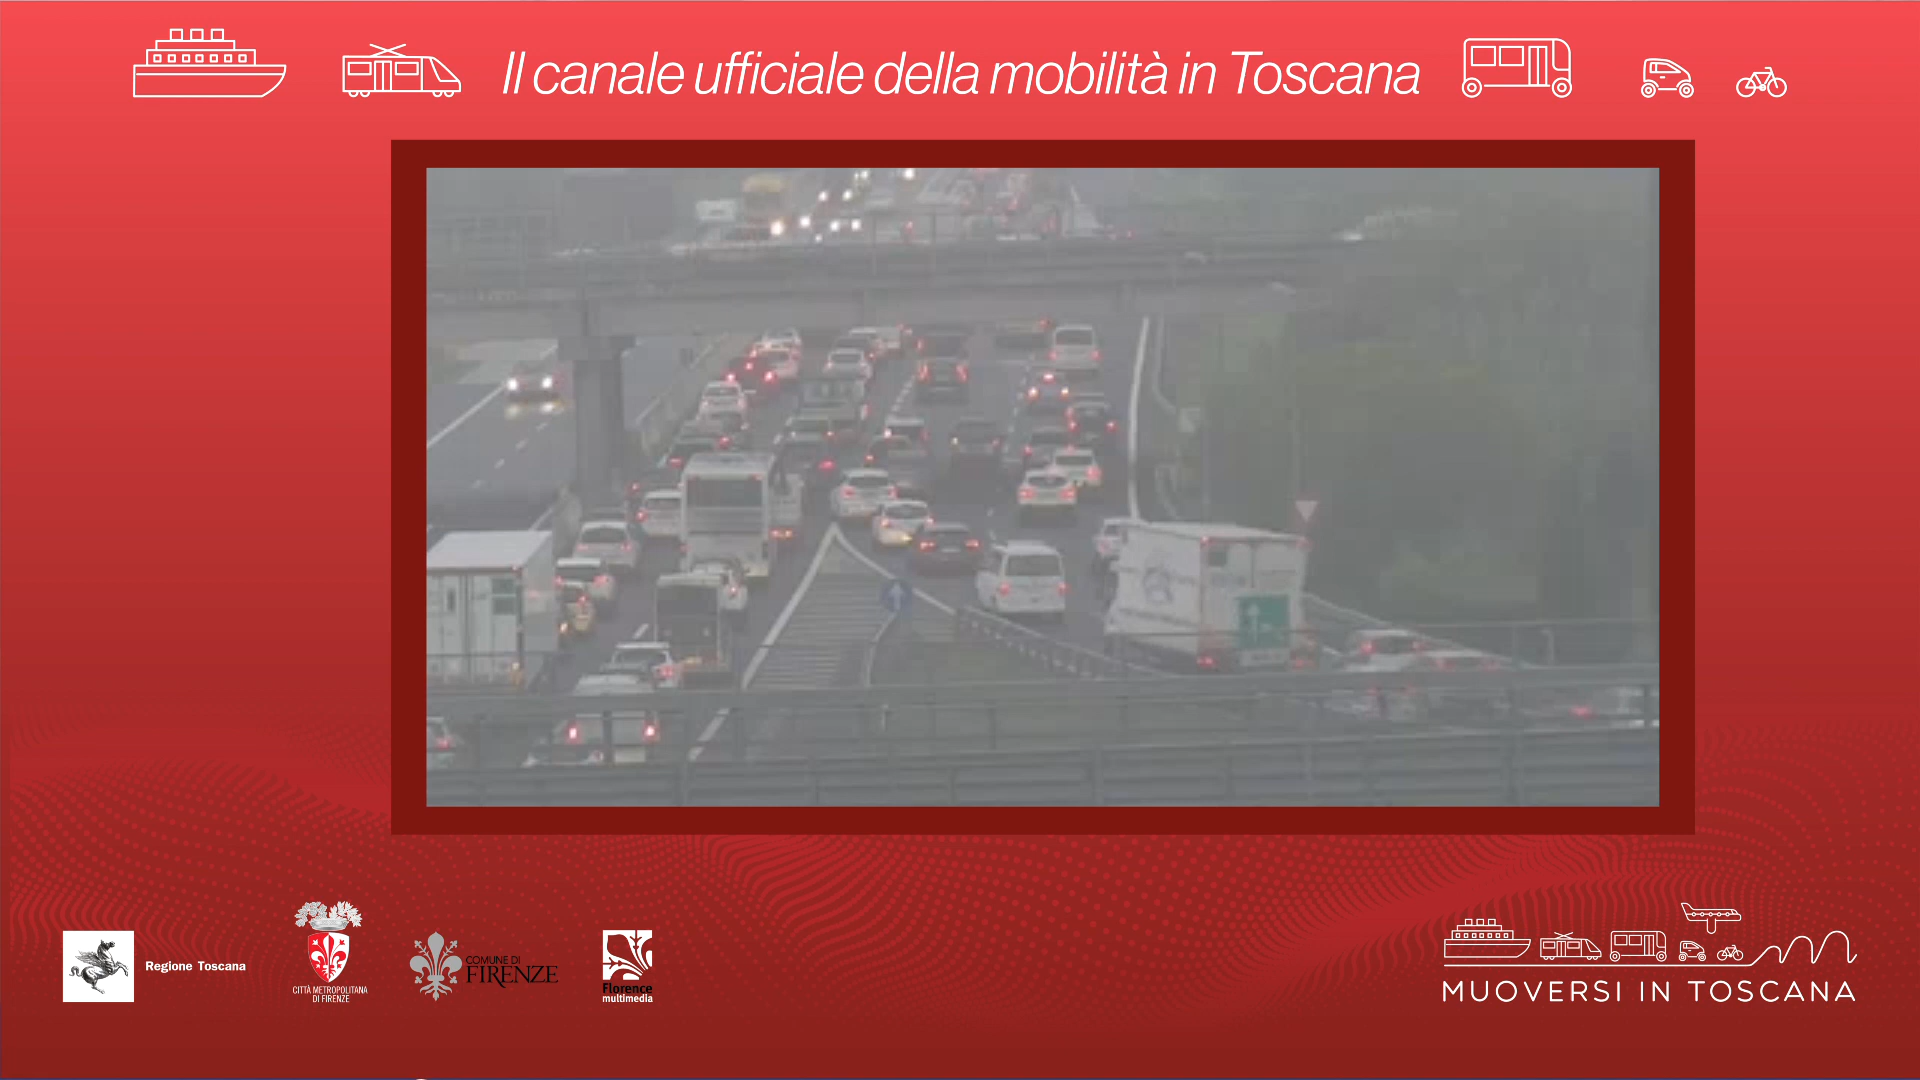 Il canale ufficiale della mobilità in Toscana
Regione Toscana
CITTÀ METROPOLITANA
DI FIRENZE
COMUNE DI
FIRENZE
Florence
multimedia
MUOVERSI IN TOSCANA